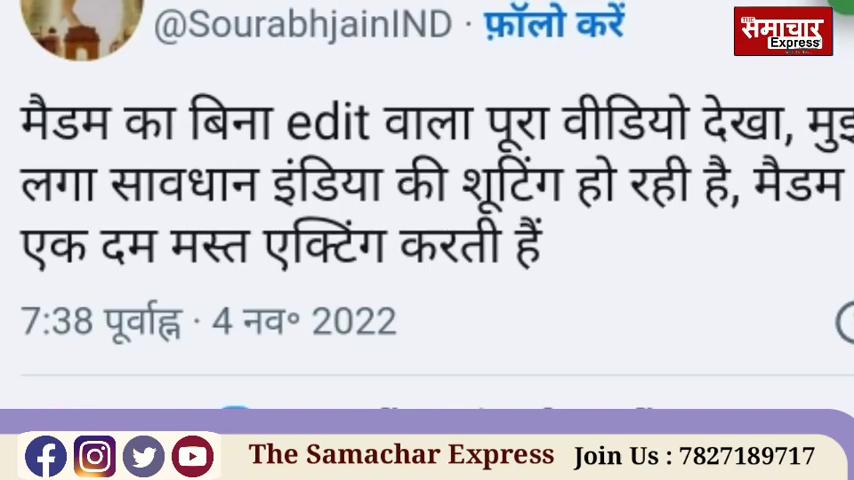 @SourabhjainIND · फ़ॉलो करें
THE
समाचार
Express
मैडम का बिना edit वाला पूरा वीडियो देखा,
लगा सावधान इंडिया की शूटिंग हो रही है, मैडम
एक दम मस्त एक्टिंग करती हैं
7:38 पूर्वाह्न · 4 नव॰ 2022
The Samachar Express Join Us : 7827189717